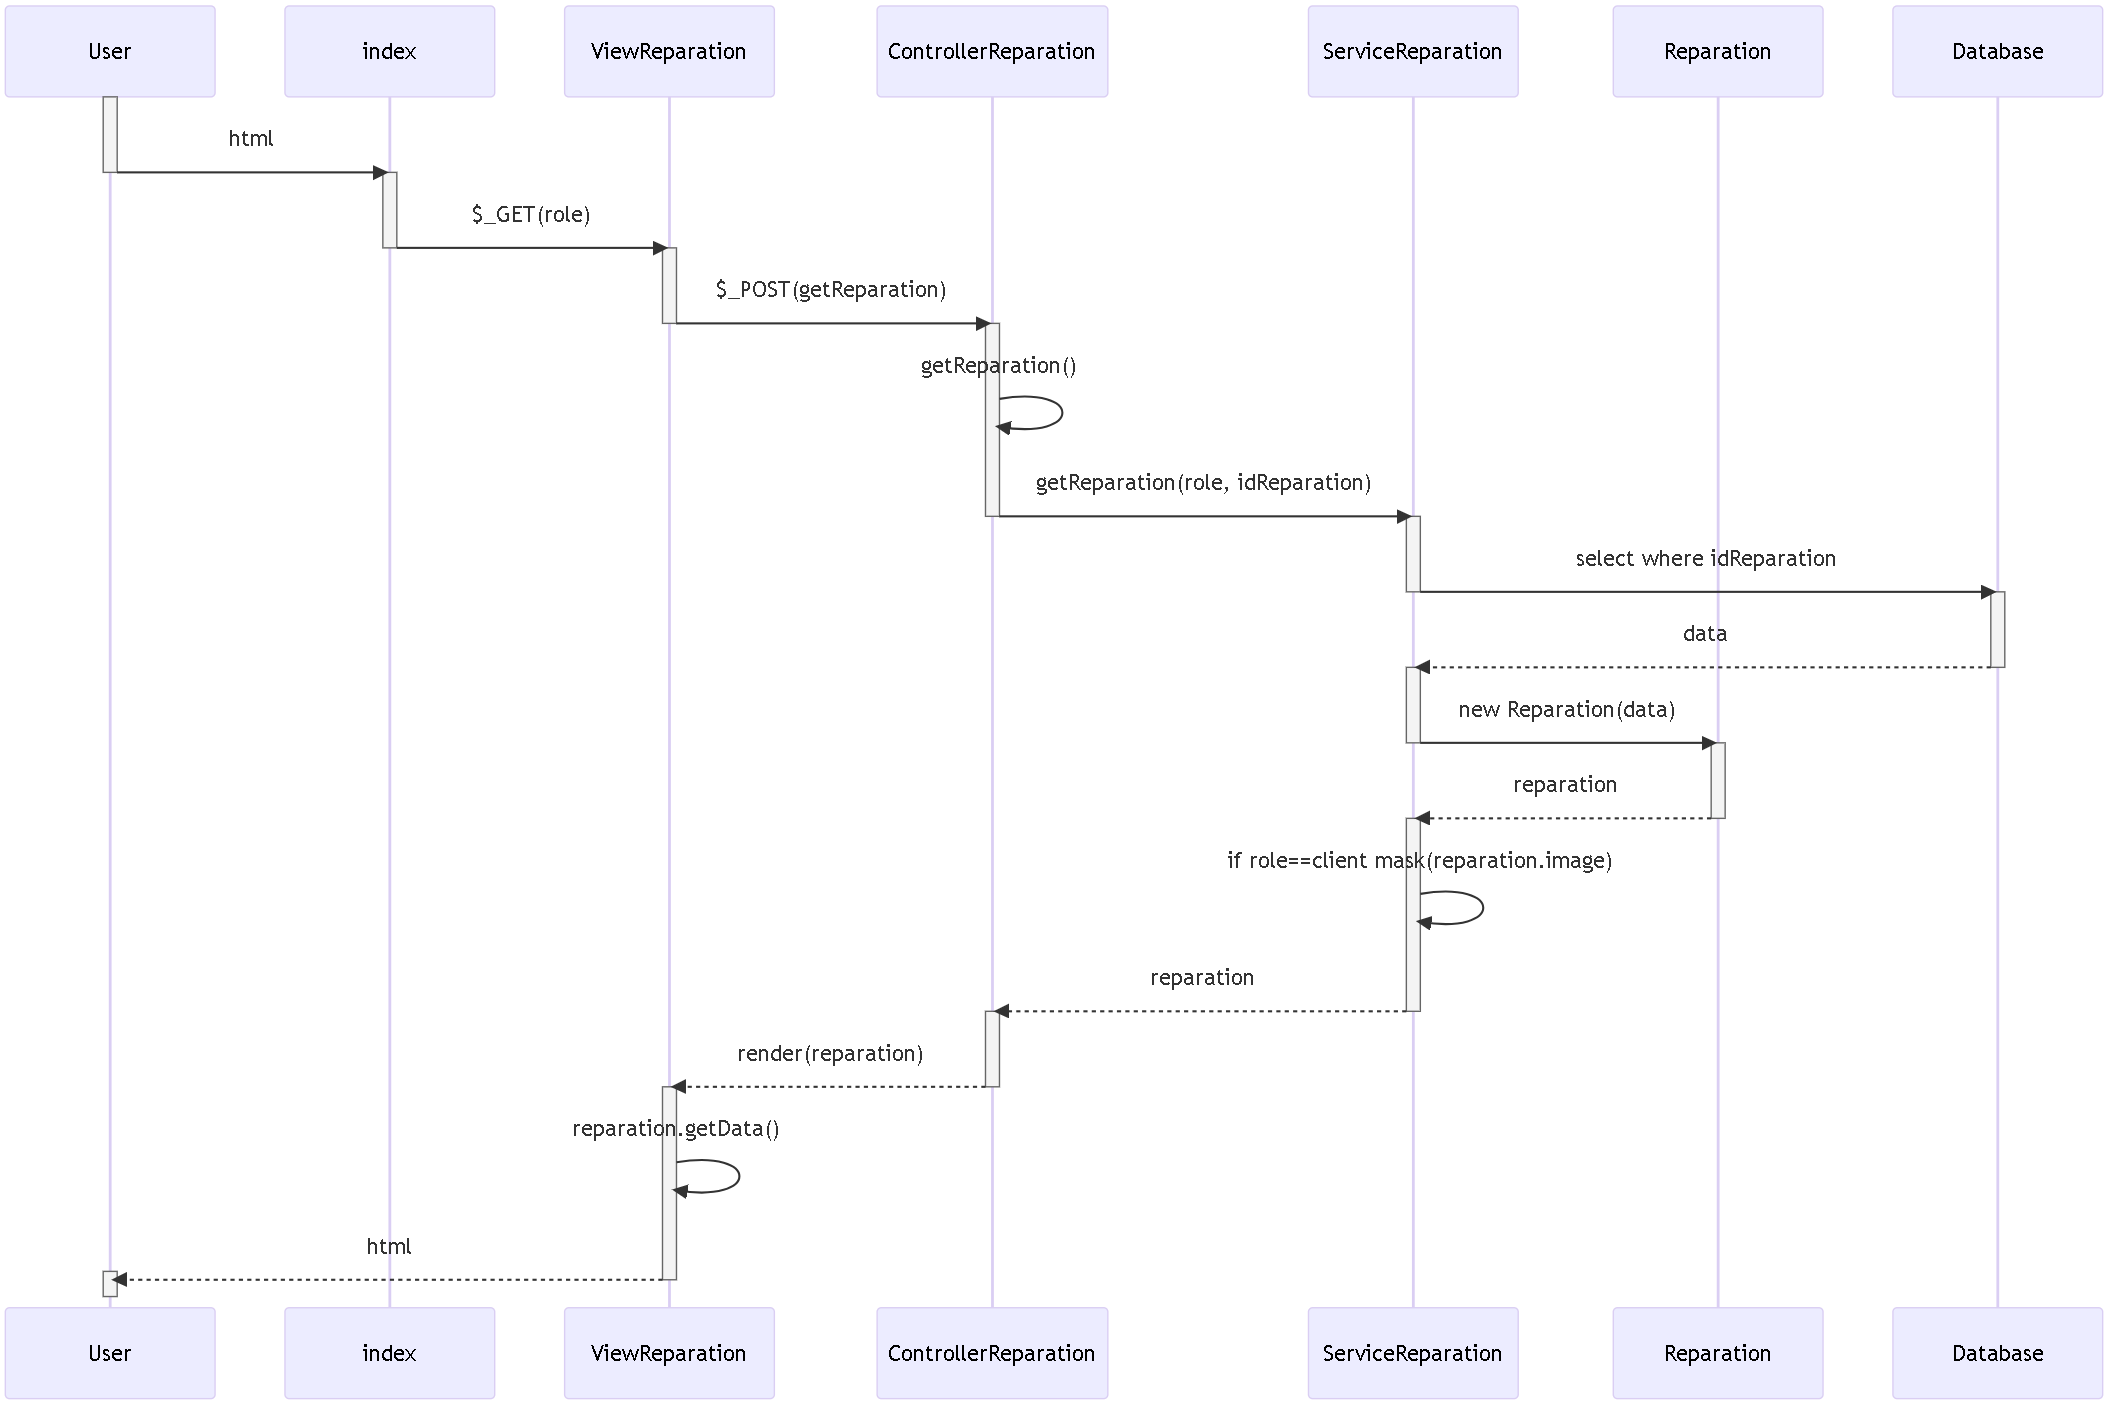 User
index
ViewReparation
ControllerReparation
ServiceReparation
Reparation
Database
html
$_GET(role)
$_POST(getReparation)
getReparation()
getReparation(role, idReparation)
select where idReparation
data
new Reparation(data)
reparation
if role==client mask(reparation.image)
reparation
render(reparation)
reparation.getData()
html
User
index
ViewReparation
ControllerReparation
ServiceReparation
Reparation
Database